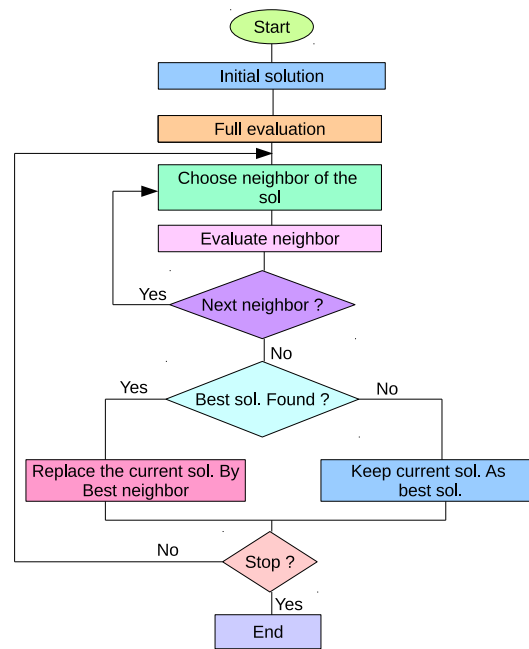 Start
Initial solution
Full evaluation
Choose neighbor of the
sol
Evaluate neighbor
Yes
Next neighbor ?
No
Yes
Best sol. Found ?
No
Replace the current sol. By
Best neighbor
Keep current sol. As
best sol.
No
Stop ?
Yes
End